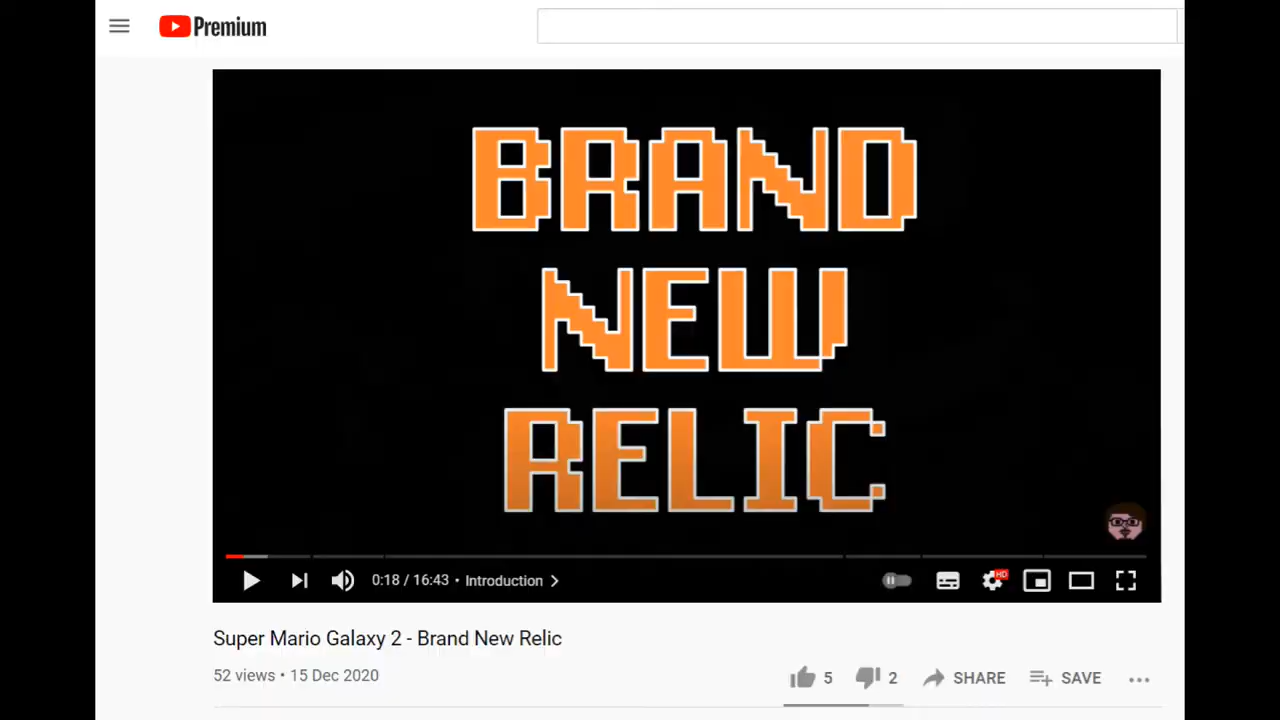 Premium
BRAND
NEW
RELIC
0:18 / 16:43 • Introduction
HD
Super Mario Galaxy 2 - Brand New Relic
52 views • 15 Dec 2020
5 2 SHARE SAVE